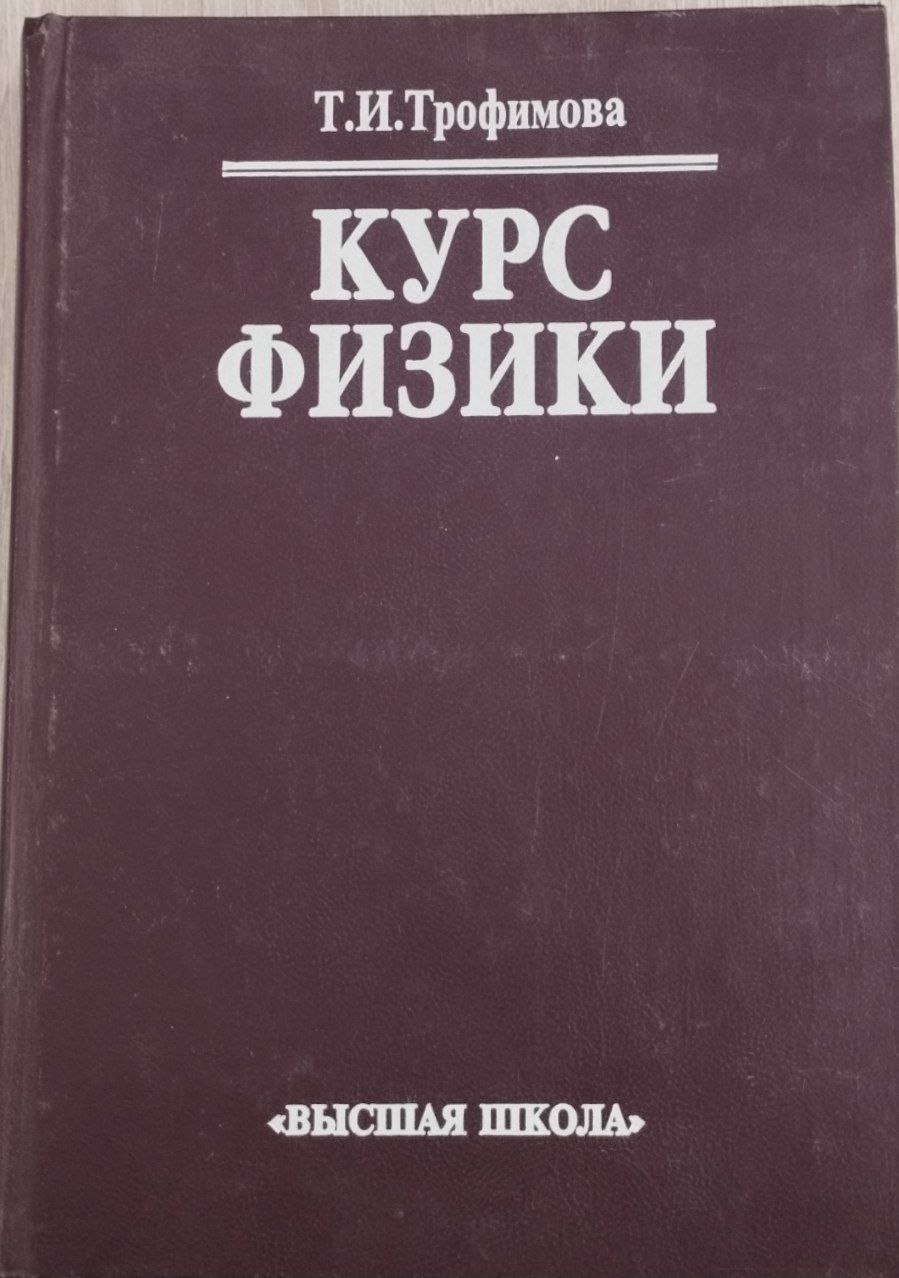 Т.И.Трофимова
КУРС
ФИЗИКИ
«ВЫСШАЯ ШКОЛА»